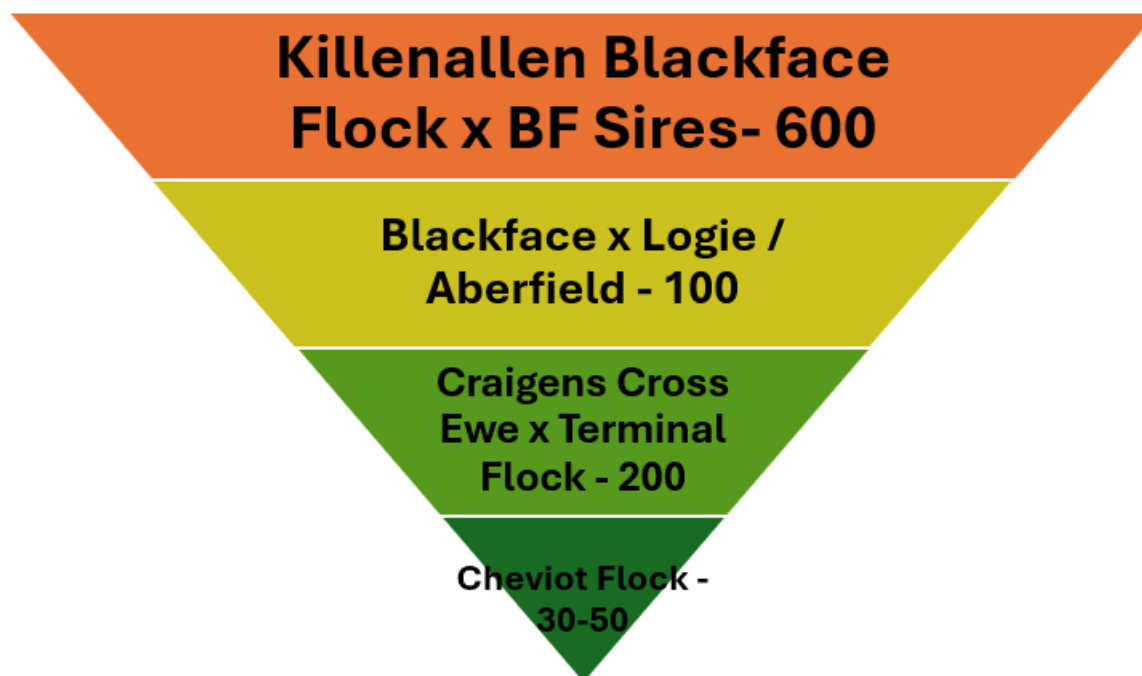 Killenallen Blackface
Flock x BF Sires- 600
Blackface x Logie /
Aberfield - 100
Craigens Cross
Ewe x Terminal
Flock - 200
Cheviot Flock -
30-50